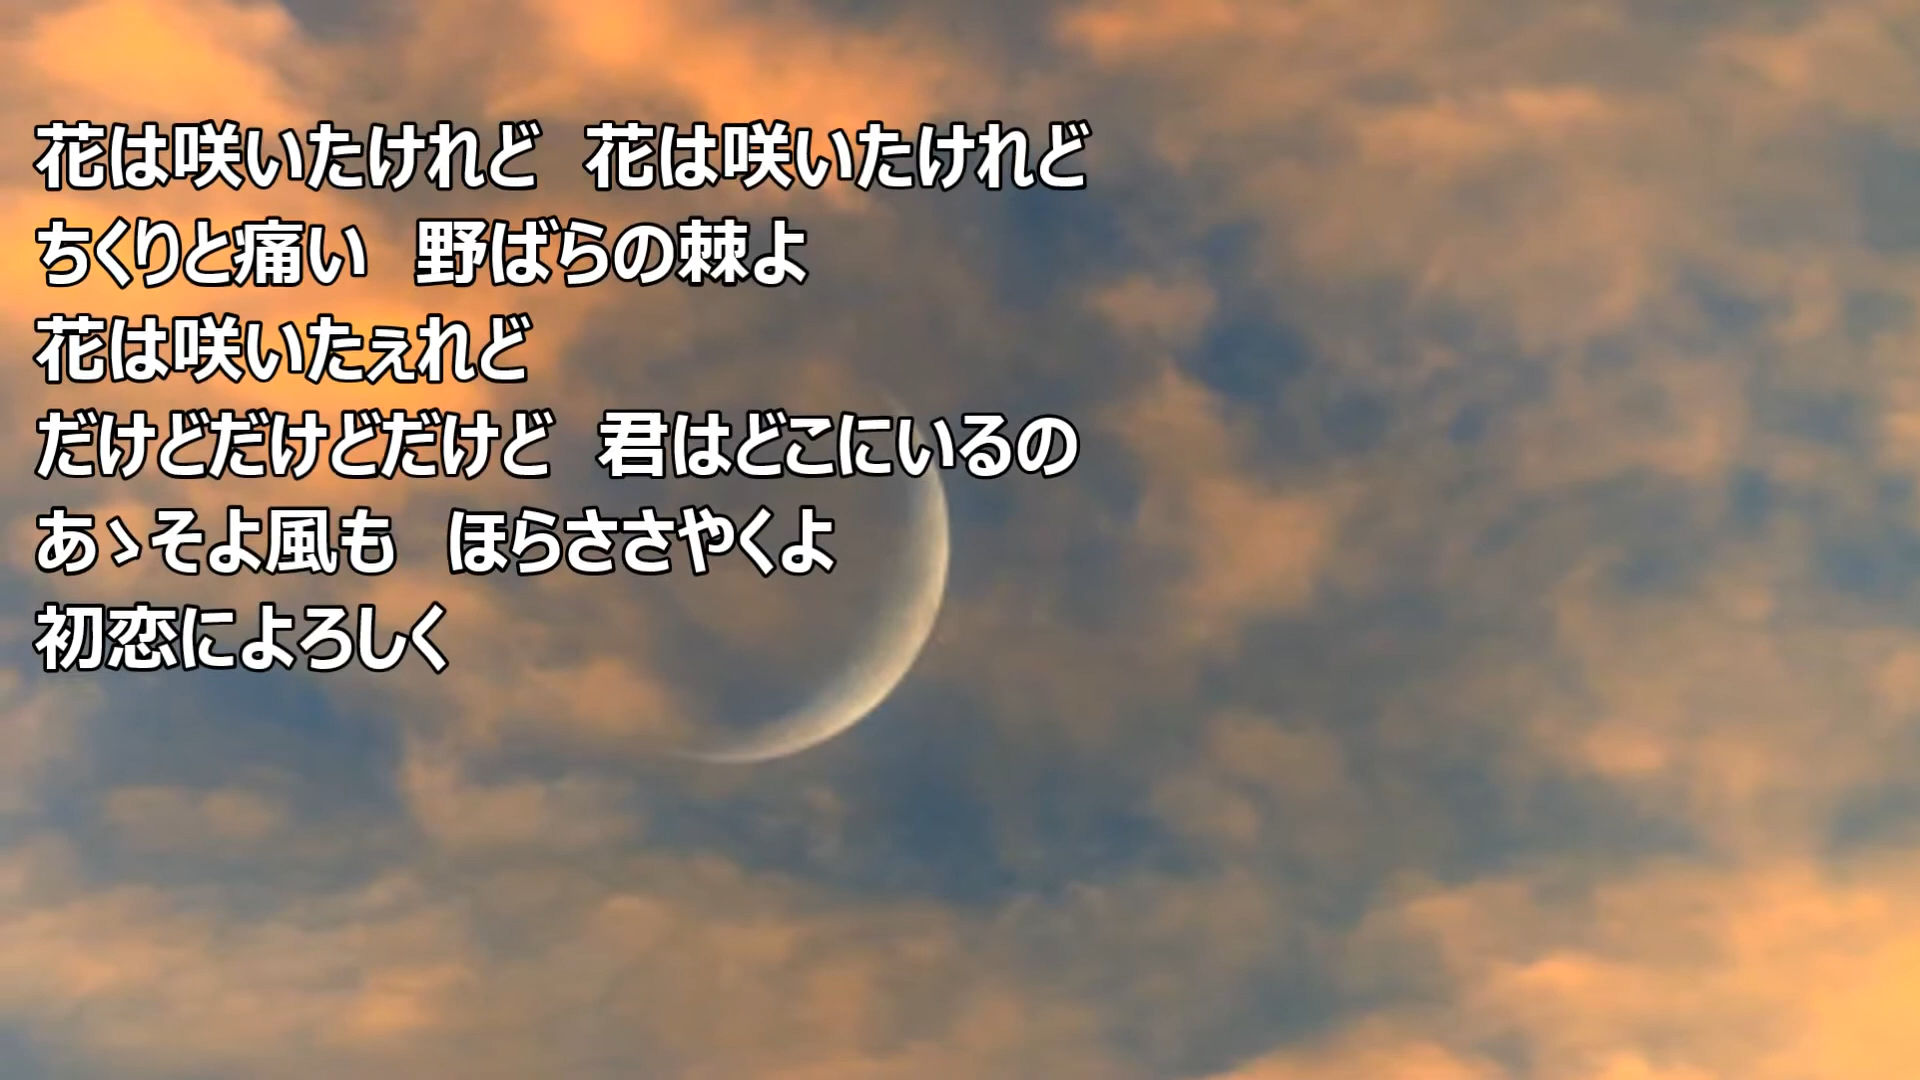 花は咲いたけれど　花は咲いたけれど
ちくりと痛い　野ばらの棘よ
花は咲いたぇれど
だけどだけどだけど　君はどこにいるの
あゝそよ風も　ほらささやくよ
初恋によろしく